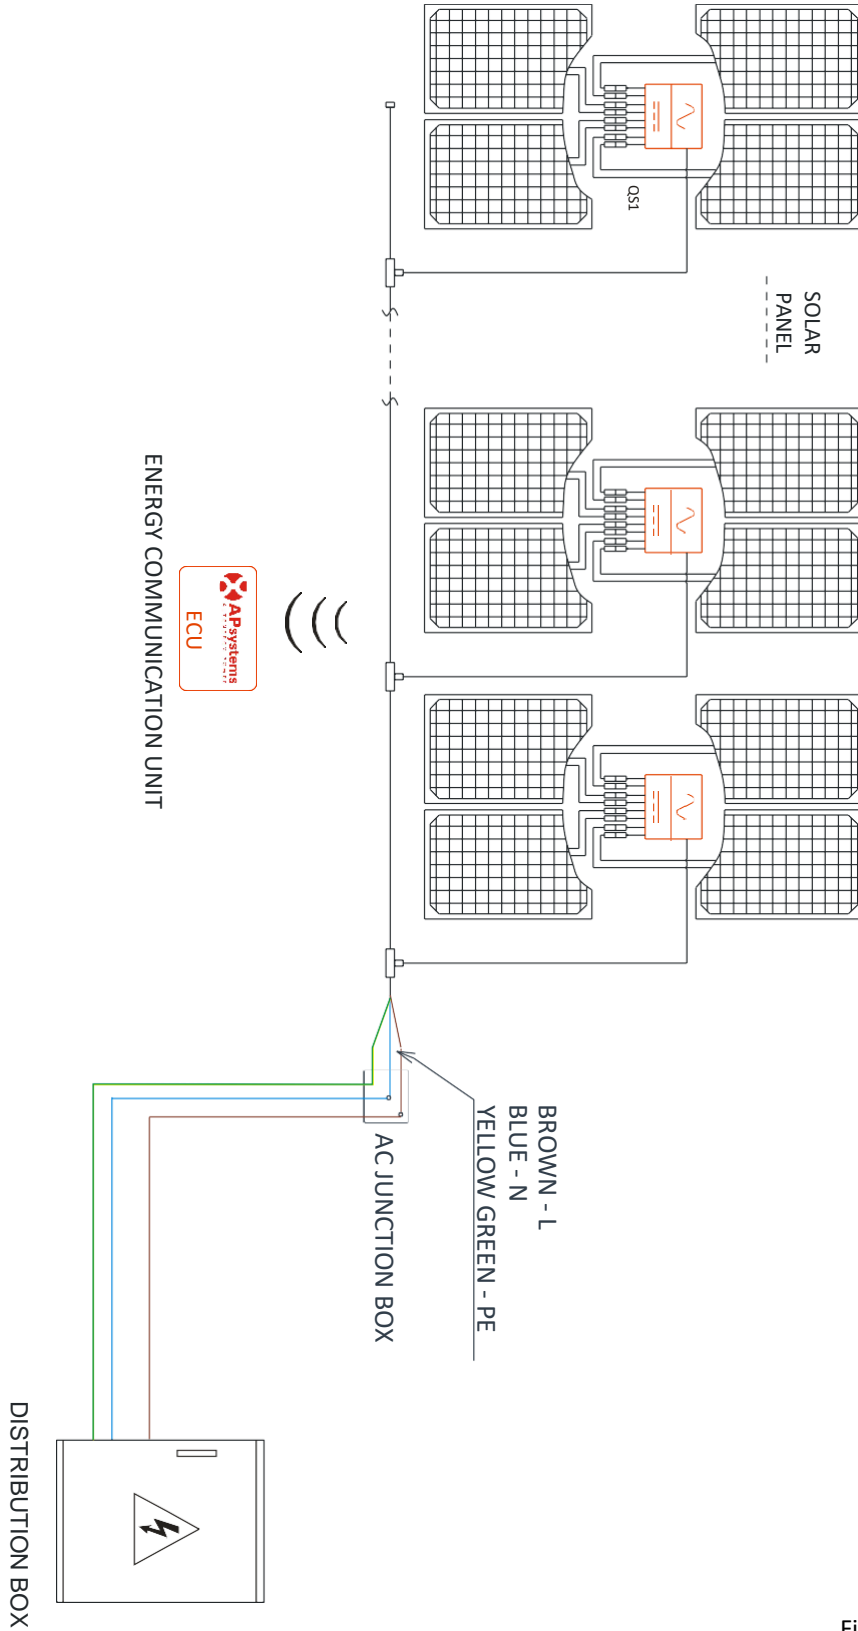 SOLAR
PANEL
QS1
APsystems
ECU
ENERGY COMMUNICATION UNIT
BROWN - L
BLUE - N
YELLOW GREEN - PE
AC JUNCTION BOX
DISTRIBUTION BOX